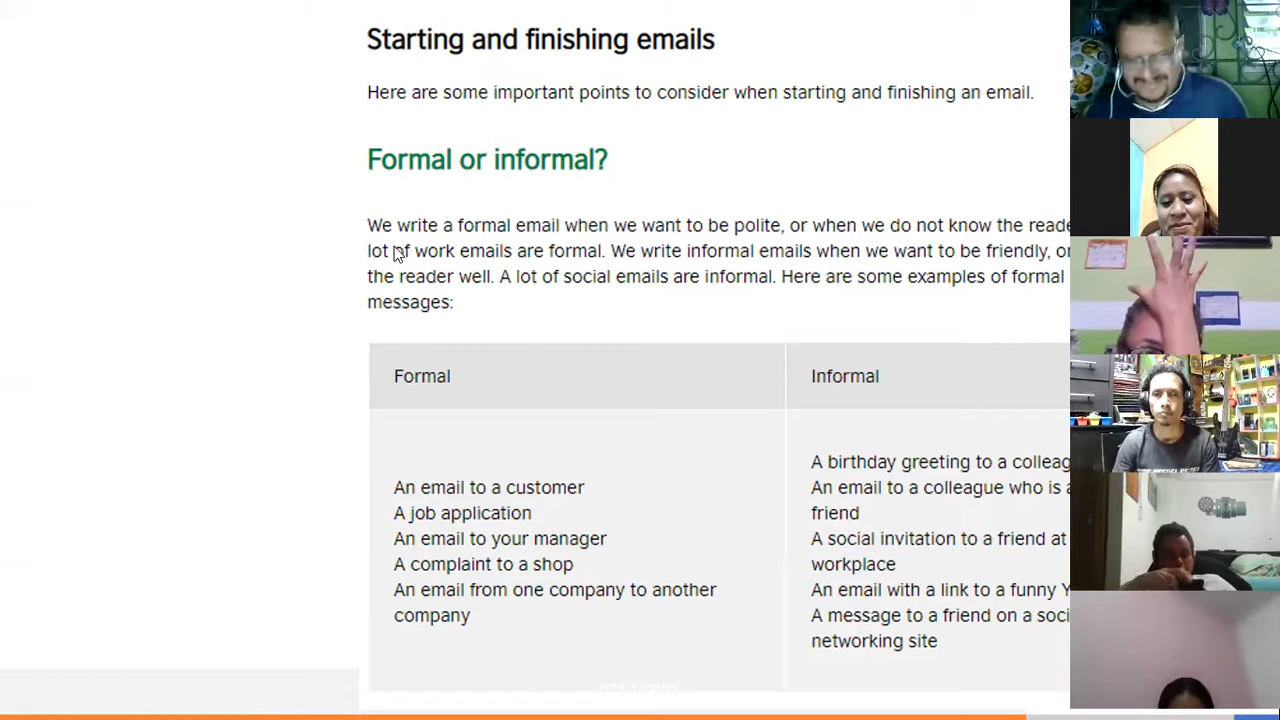 Starting and finishing emails
Here are some important points to consider when starting and finishing an email.
Formal or informal?
We write a formal email when we want to be polite, or when we do not know the
lot of work emails are formal. We write informal emails when we want to be friendly,
the reader well. A lot of social emails are informal. Here are some examples of formal
messages:
Formal
Informal
An email to a customer
A job application
An email to your manager
A complaint to a shop
An email from one company to another
company
A birthday greeting to a
An email to a colleague who is
friend
A social invitation to a friend at
workplace
An email with a link to a funny
A message to a friend on a
networking site